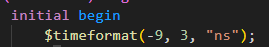 initial begin
$timeformat(-9, 3, "ns");